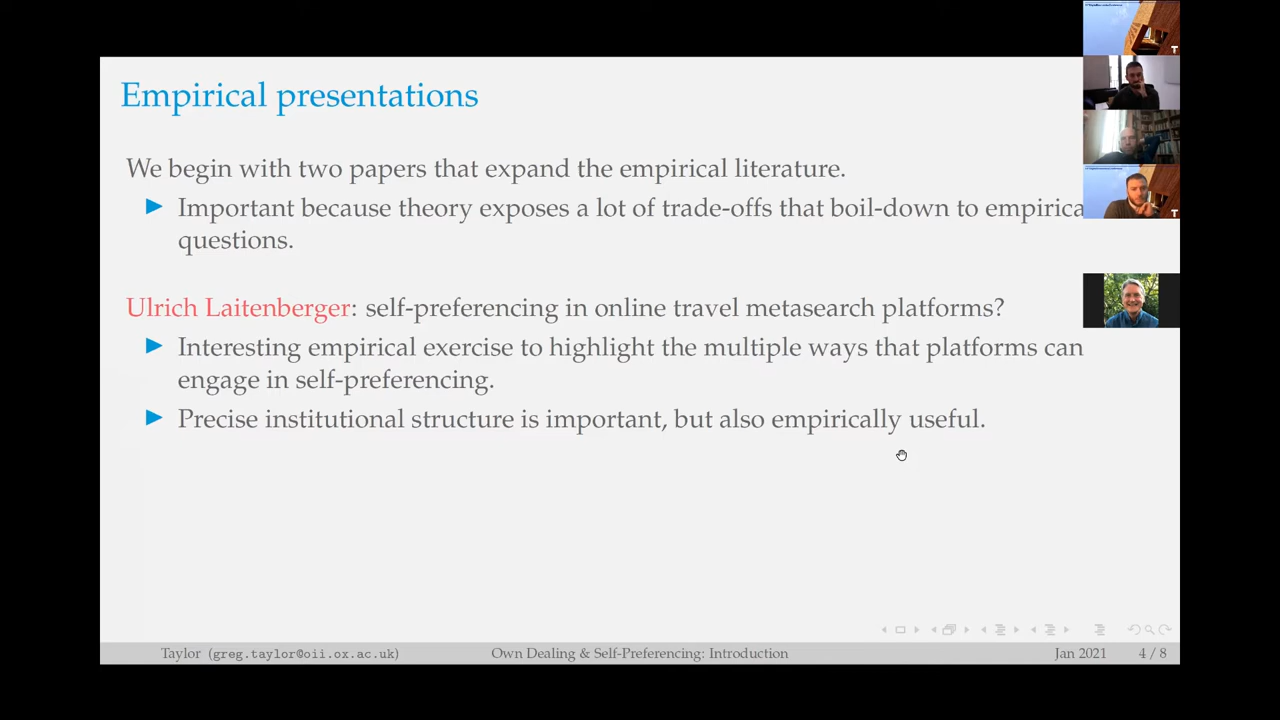 Empirical presentations
We begin with two papers that expand the empirical literature.
Important because theory exposes a lot of trade-offs that boil-down to empirica
questions.
Ulrich Laitenberger: self-preferencing in online travel metasearch platforms?
Interesting empirical exercise to highlight the multiple ways that platforms can
engage in self-preferencing.
Precise institutional structure is important, but also empirically useful.
Taylor (greg.taylor@oii.ox.ac.uk) Own Dealing & Self-Preferencing: Introduction Jan 2021 4 / 8